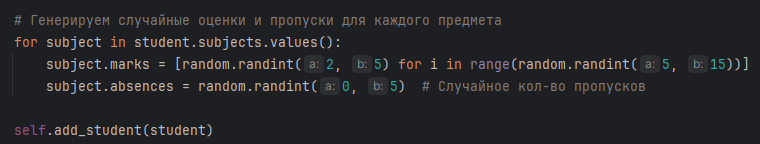 # Генерируем случайные оценки и пропуски для каждого предмета
for subject in student.subjects.values():
    subject.marks = [random.randint( a: 2, b: 5) for i in range(random.randint( a: 5, b: 15))]
    subject.absences = random.randint( a: 0, b: 5)  # Случайное кол-во пропусков
self.add_student(student)